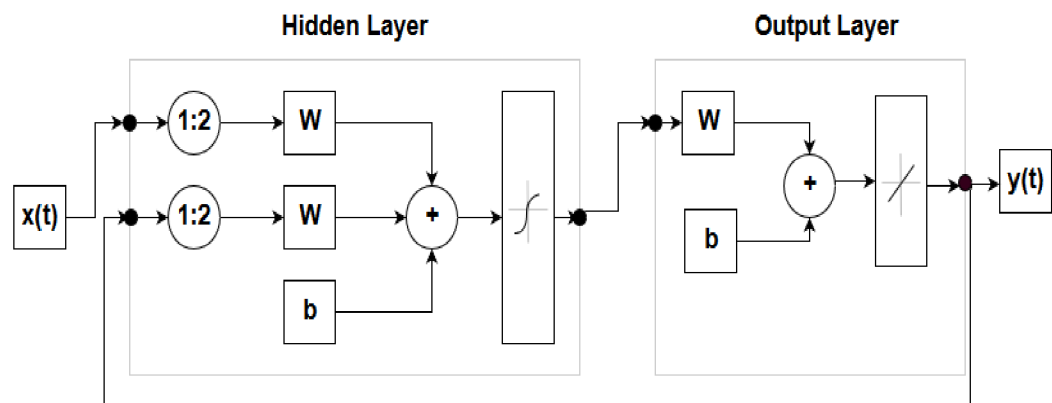 Hidden Layer
Output Layer
1:2
W
W
x(t)
1:2
W
+
+
y(t)
b
b